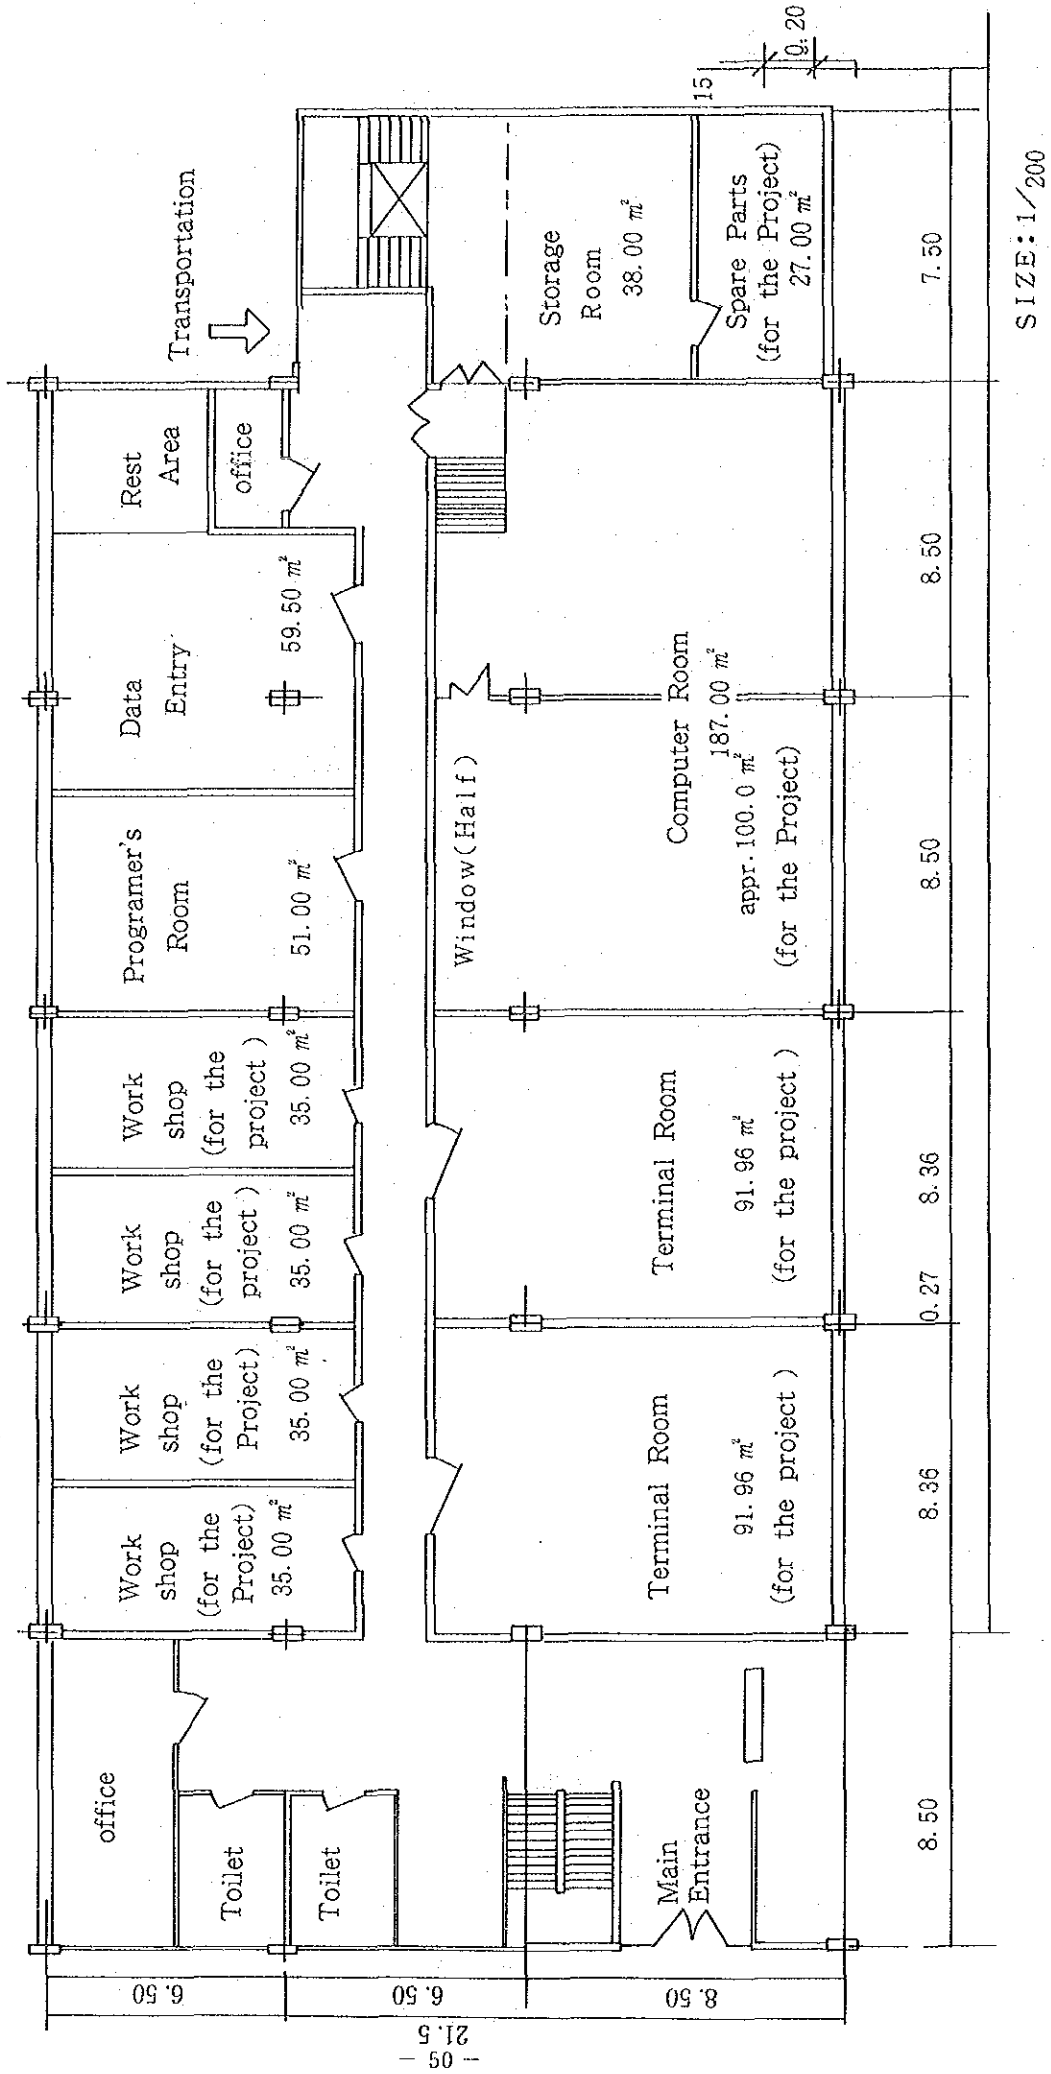 Transportation
Rest
Area
office
Data
Entry
59.50 m²
Programer's
Room
51.00 m²
Work
shop
(for the
project )
35.00 m²
Work
shop
(for the
project )
35.00 m²
Work
shop
(for the
Project)
35.00 m²
Work
shop
(for the
Project)
35.00 m²
office
Toilet
Toilet
Main
Entrance
Terminal Room
91.96 m²
(for the project )
Terminal Room
91.96 m²
(for the project )
Window(Half)
Computer Room
187.00 m²
appr.100.0 m²
(for the Project)
Storage
Room
38.00 m²
Spare Parts
(for the Project)
27.00 m²
15
0.20
6.50
6.50
8.50
21.5
8.50
8.36
0.27
8.36
8.50
8.50
7.50
SIZE:1/200
— 50 —